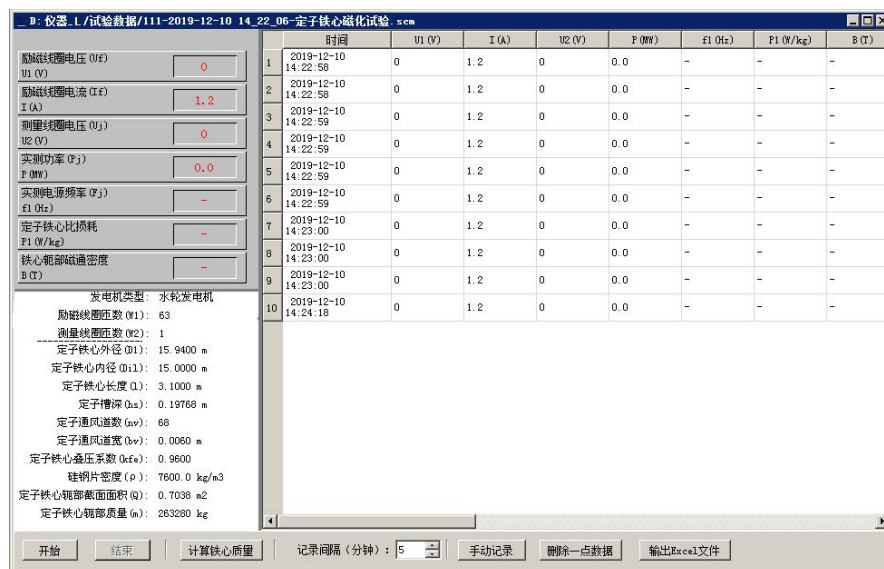 D: 仪器_L/试验数据/111-2019-12-10 14_22_06-定子铁心磁化试验.scm
励磁线圈电压(Uf)
U1(V)
0
励磁线圈电流(If)
I(A)
1.2
测量线圈电压(Uj)
U2(V)
0
实测功率(Pj)
P(MW)
0.0
实测电源频率(Fj)
f1(Hz)
-
定子铁心比损耗
P1(W/kg)
-
铁心轭部磁通密度
B(T)
-
发电机类型: 水轮发电机
励磁线圈匝数(W1): 63
测量线圈匝数(W2): 1
定子铁心外径(D1): 15.9400 m
定子铁心内径(Di1): 15.0000 m
定子铁心长度(l): 3.1000 m
定子槽深(hs): 0.19768 m
定子通风道数(nv): 68
定子通风道宽(bv): 0.0060 m
定子铁心叠压系数(kfe): 0.9600
硅钢片密度(ρ): 7600.0 kg/m3
定子铁心轭部截面面积(Q): 0.7038 m2
定子铁心轭部质量(m): 263280 kg
时间 U1(V) I(A) U2(V) P(MW) f1(Hz) P1(W/kg) B(T)
1 2019-12-10 14:22:58 0 1.2 0 0.0 - - -
2 2019-12-10 14:22:58 0 1.2 0 0.0 - - -
3 2019-12-10 14:22:59 0 1.2 0 0.0 - - -
4 2019-12-10 14:22:59 0 1.2 0 0.0 - - -
5 2019-12-10 14:22:59 0 1.2 0 0.0 - - -
6 2019-12-10 14:22:59 0 1.2 0 0.0 - - -
7 2019-12-10 14:23:00 0 1.2 0 0.0 - - -
8 2019-12-10 14:23:00 0 1.2 0 0.0 - - -
9 2019-12-10 14:23:00 0 1.2 0 0.0 - - -
10 2019-12-10 14:24:18 0 1.2 0 0.0 - - -
开始 结束 计算铁心质量 记录间隔(分钟): 5 手动记录 删除一点数据 输出Excel文件